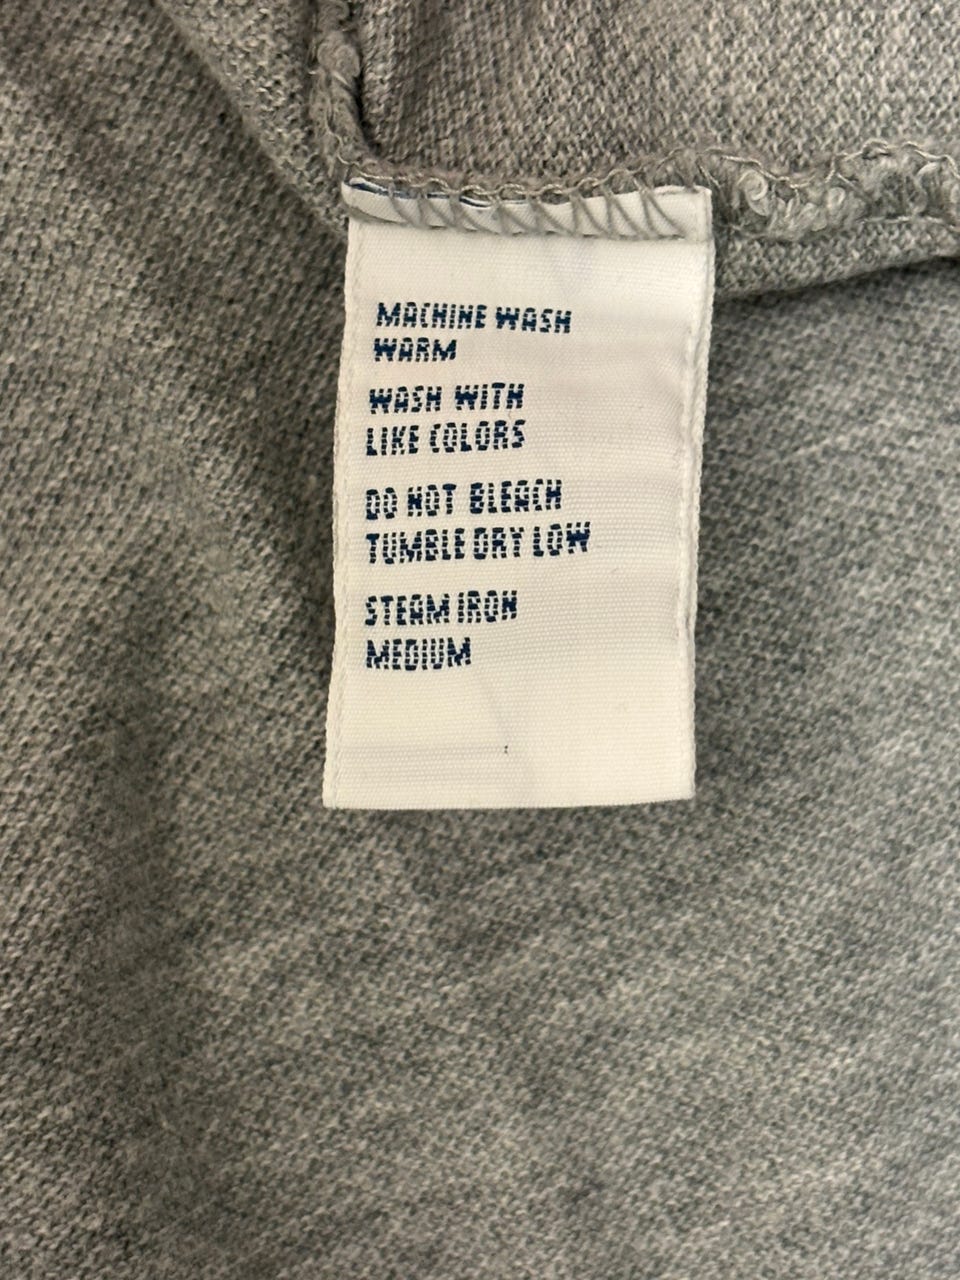 MACHINE WASH
WARM
WASH WITH
LIKE COLORS
DO NOT BLEACH
TUMBLE DRY LOW
STEAM IRON
MEDIUM